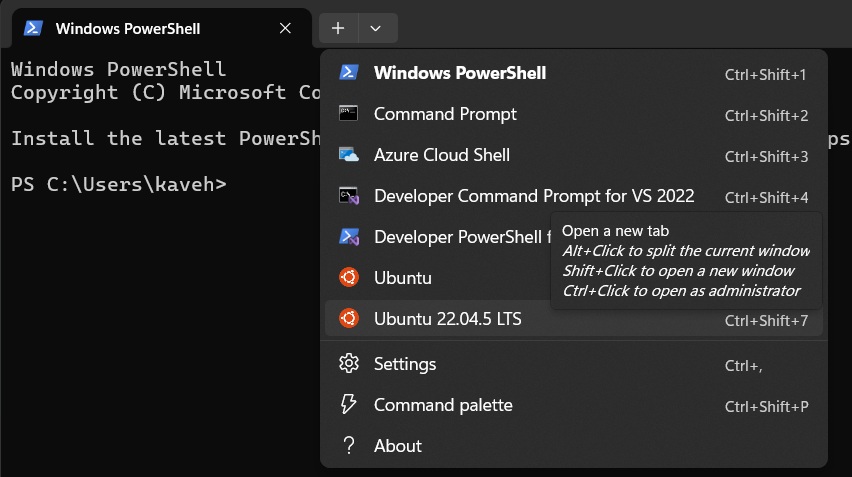 Windows PowerShell
Windows PowerShell
Copyright (C) Microsoft Co
Install the latest PowerSh
ps
PS C:\Users\kaveh>
Windows PowerShell Ctrl+Shift+1
Command Prompt Ctrl+Shift+2
Azure Cloud Shell Ctrl+Shift+3
Developer Command Prompt for VS 2022 Ctrl+Shift+4
Developer PowerShell f
Ubuntu
Ubuntu 22.04.5 LTS Ctrl+Shift+7
Open a new tab
Alt+Click to split the current window
Shift+Click to open a new window
Ctrl+Click to open as administrator
Settings Ctrl+,
Command palette Ctrl+Shift+P
? About